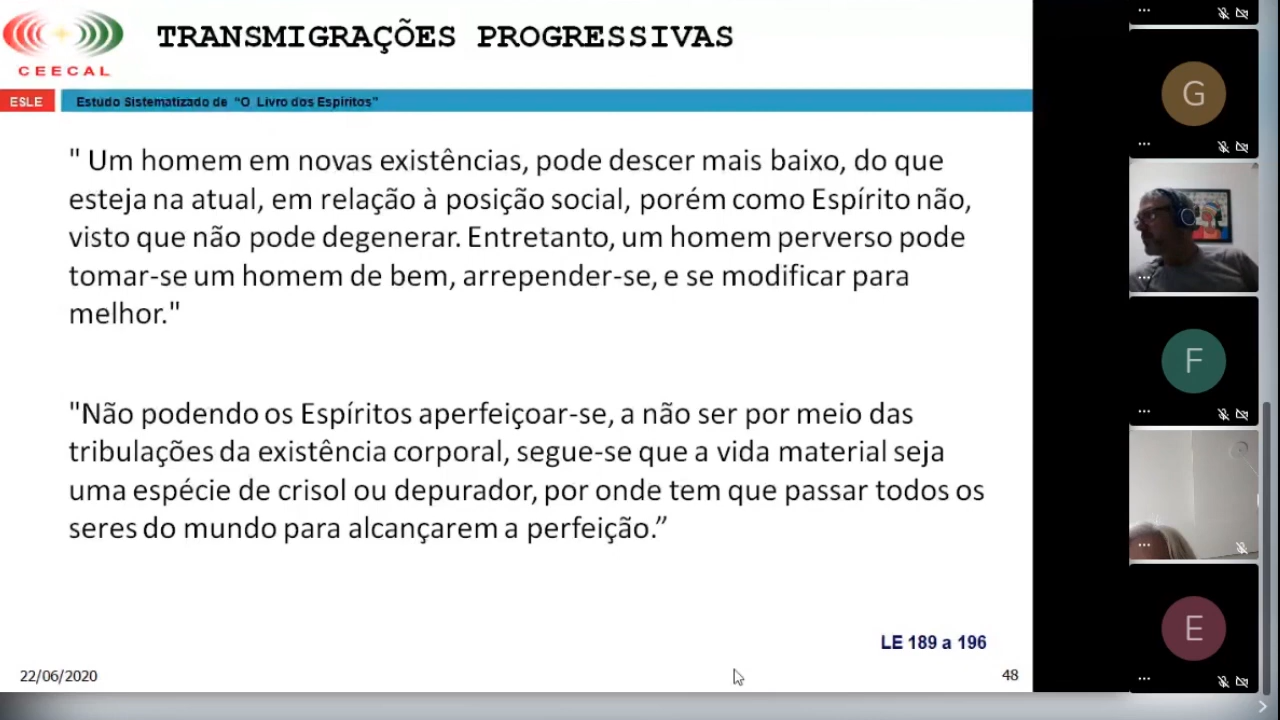 TRANSMIGRAÇÕES PROGRESSIVAS
CEECAL
ESLE
Estudo Sistematizado de “O Livro dos Espíritos”
" Um homem em novas existências, pode descer mais baixo, do que
esteja na atual, em relação à posição social, porém como Espírito não,
visto que não pode degenerar. Entretanto, um homem perverso pode
tomar-se um homem de bem, arrepender-se, e se modificar para
melhor."
"Não podendo os Espíritos aperfeiçoar-se, a não ser por meio das
tribulações da existência corporal, segue-se que a vida material seja
uma espécie de crisol ou depurador, por onde tem que passar todos os
seres do mundo para alcançarem a perfeição.”
LE 189 a 196
22/06/2020
48
G
F
E